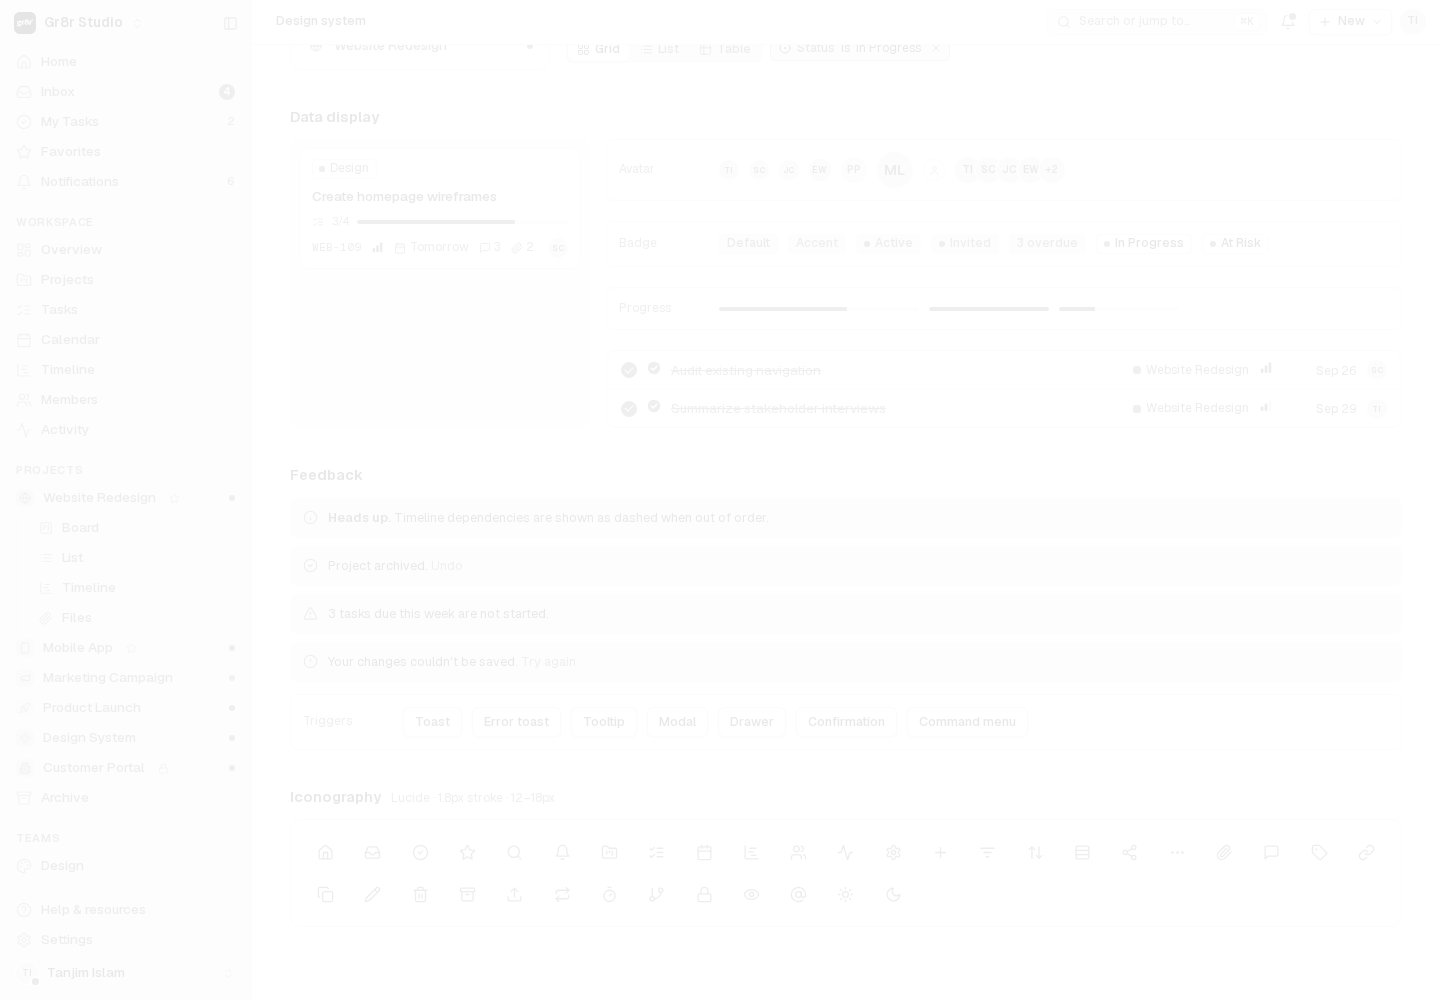 Gr8r Studio
Design system
Search or jump to...
⌘K
New
TI
Home
Inbox 4
My Tasks 2
Favorites
Notifications 6
WORKSPACE
Overview
Projects
Tasks
Calendar
Timeline
Members
Activity
PROJECTS
Website Redesign
Board
List
Timeline
Files
Mobile App
Marketing Campaign
Product Launch
Design System
Customer Portal
Archive
TEAMS
Design
Help & resources
Settings
TI Tanjim Islam
Website Redesign
Grid List Table
Status is In Progress
Data display
Design
Create homepage wireframes
3/4
WEB-109 Tomorrow 3 2 SC
Avatar TI SC JC EW PP ML TI SC JC EW +2
Badge Default Accent Active Invited 3 overdue In Progress At Risk
Progress
Audit existing navigation Website Redesign Sep 26 SC
Summarize stakeholder interviews Website Redesign Sep 29 TI
Feedback
Heads up. Timeline dependencies are shown as dashed when out of order.
Project archived. Undo
3 tasks due this week are not started.
Your changes couldn't be saved. Try again
Triggers Toast Error toast Tooltip Modal Drawer Confirmation Command menu
Iconography Lucide · 1.8px stroke · 12–18px